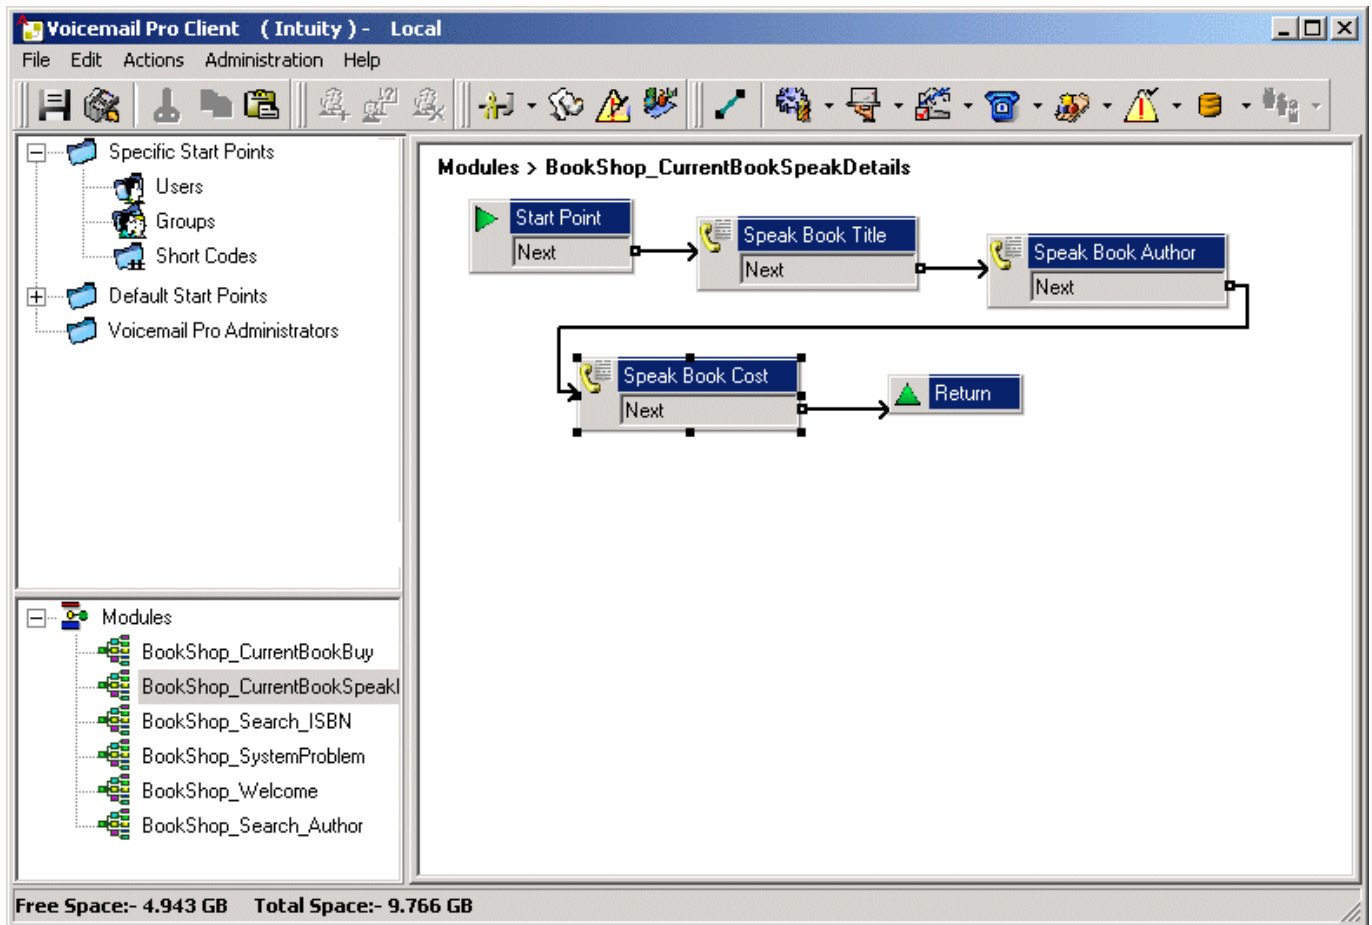 Voicemail Pro Client ( Intuity ) - Local
File Edit Actions Administration Help
Specific Start Points
Users
Groups
Short Codes
Default Start Points
Voicemail Pro Administrators
Modules > BookShop_CurrentBookSpeakDetails
Start Point
Next
Speak Book Title
Next
Speak Book Author
Next
Speak Book Cost
Next
Return
Modules
BookShop_CurrentBookBuy
BookShop_CurrentBookSpeak
BookShop_Search_ISBN
BookShop_SystemProblem
BookShop_Welcome
BookShop_Search_Author
Free Space:- 4.943 GB Total Space:- 9.766 GB